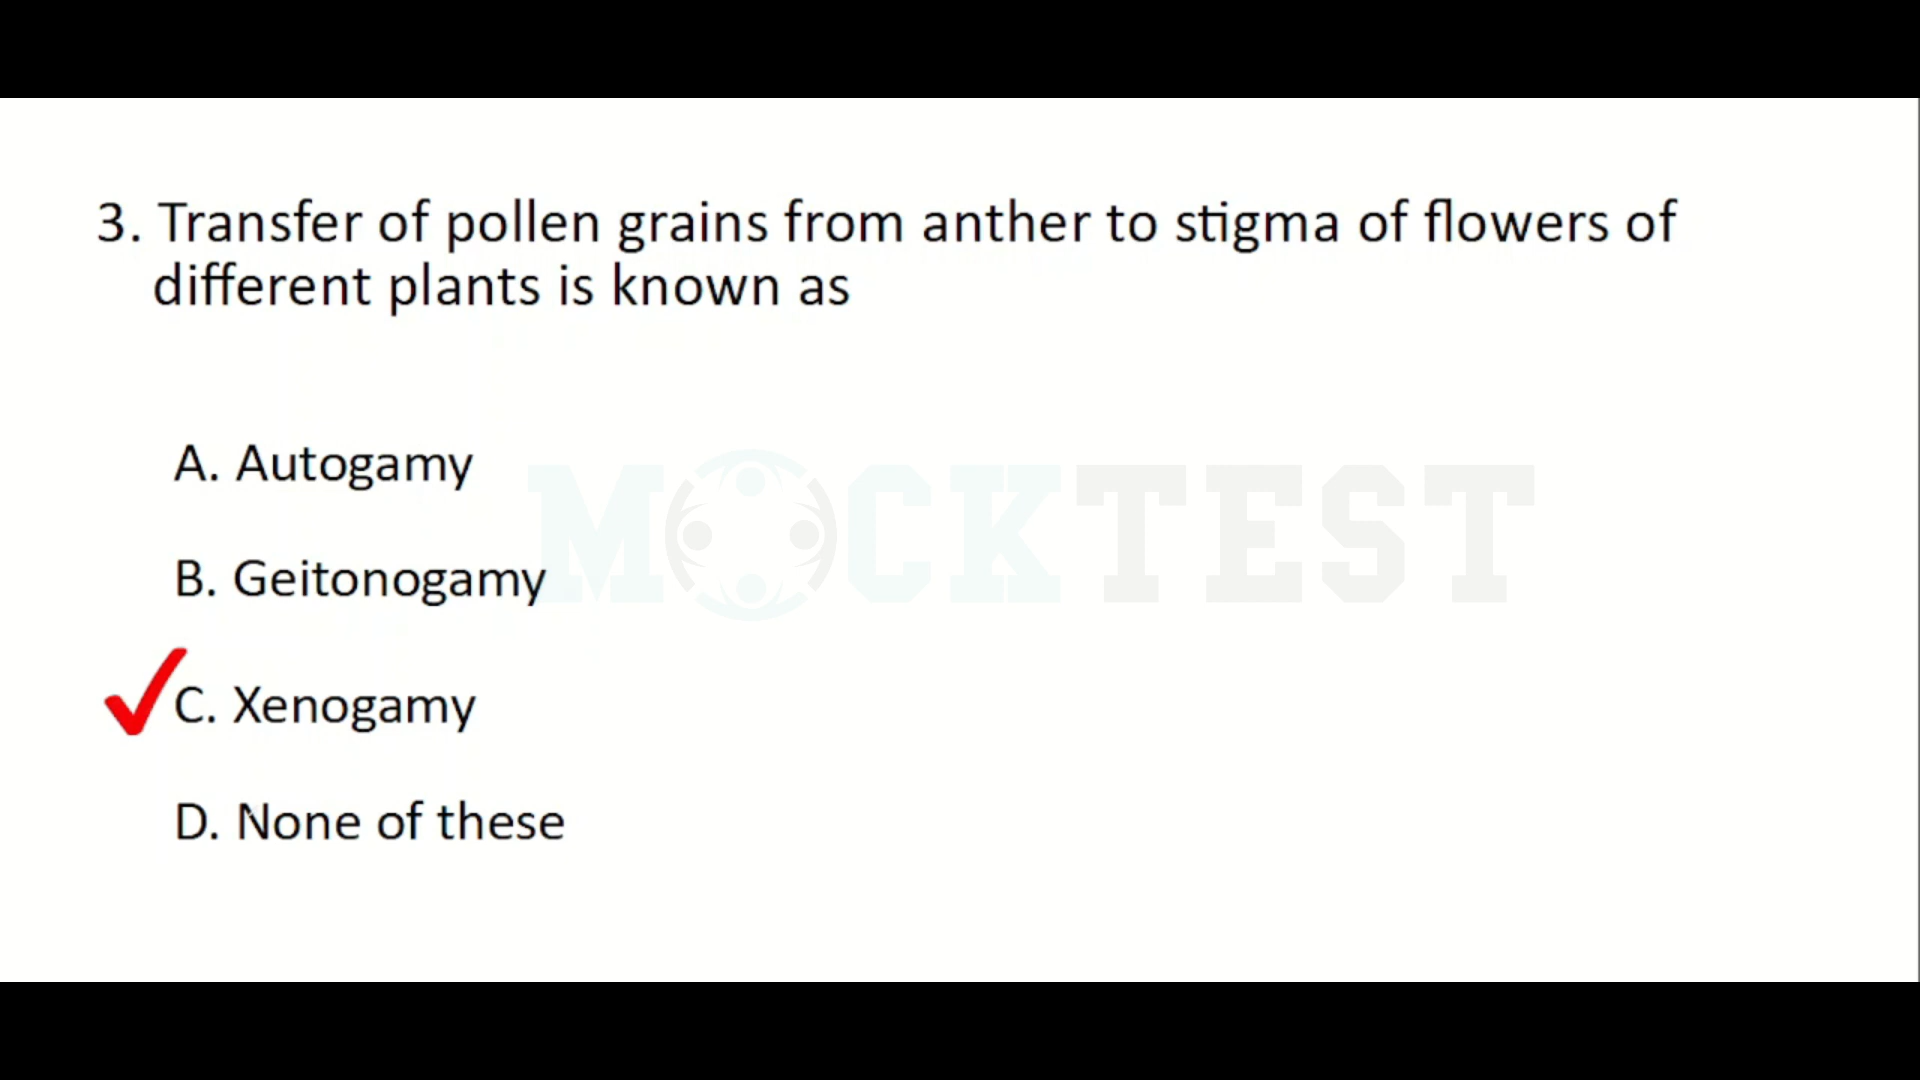 3. Transfer of pollen grains from anther to stigma of flowers of
different plants is known as
A. Autogamy
MOCKTEST
B. Geitonogamy
C. Xenogamy
D. None of these